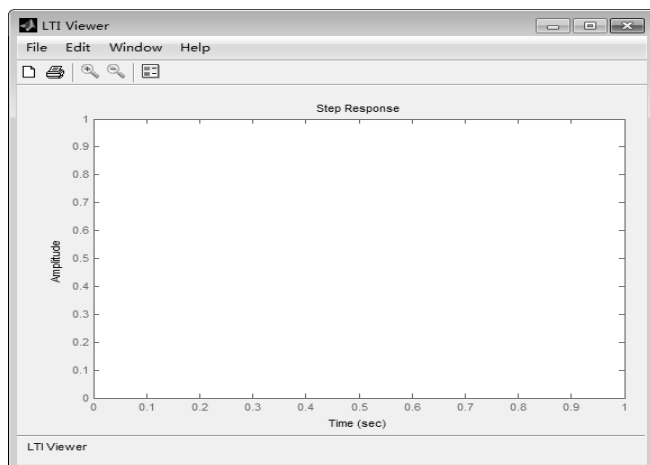 LTI Viewer
File Edit Window Help
Step Response
1
0.9
0.8
0.7
0.6
0.5
0.4
0.3
0.2
0.1
0
Amplitude
0 0.1 0.2 0.3 0.4 0.5 0.6 0.7 0.8 0.9 1
Time (sec)
LTI Viewer